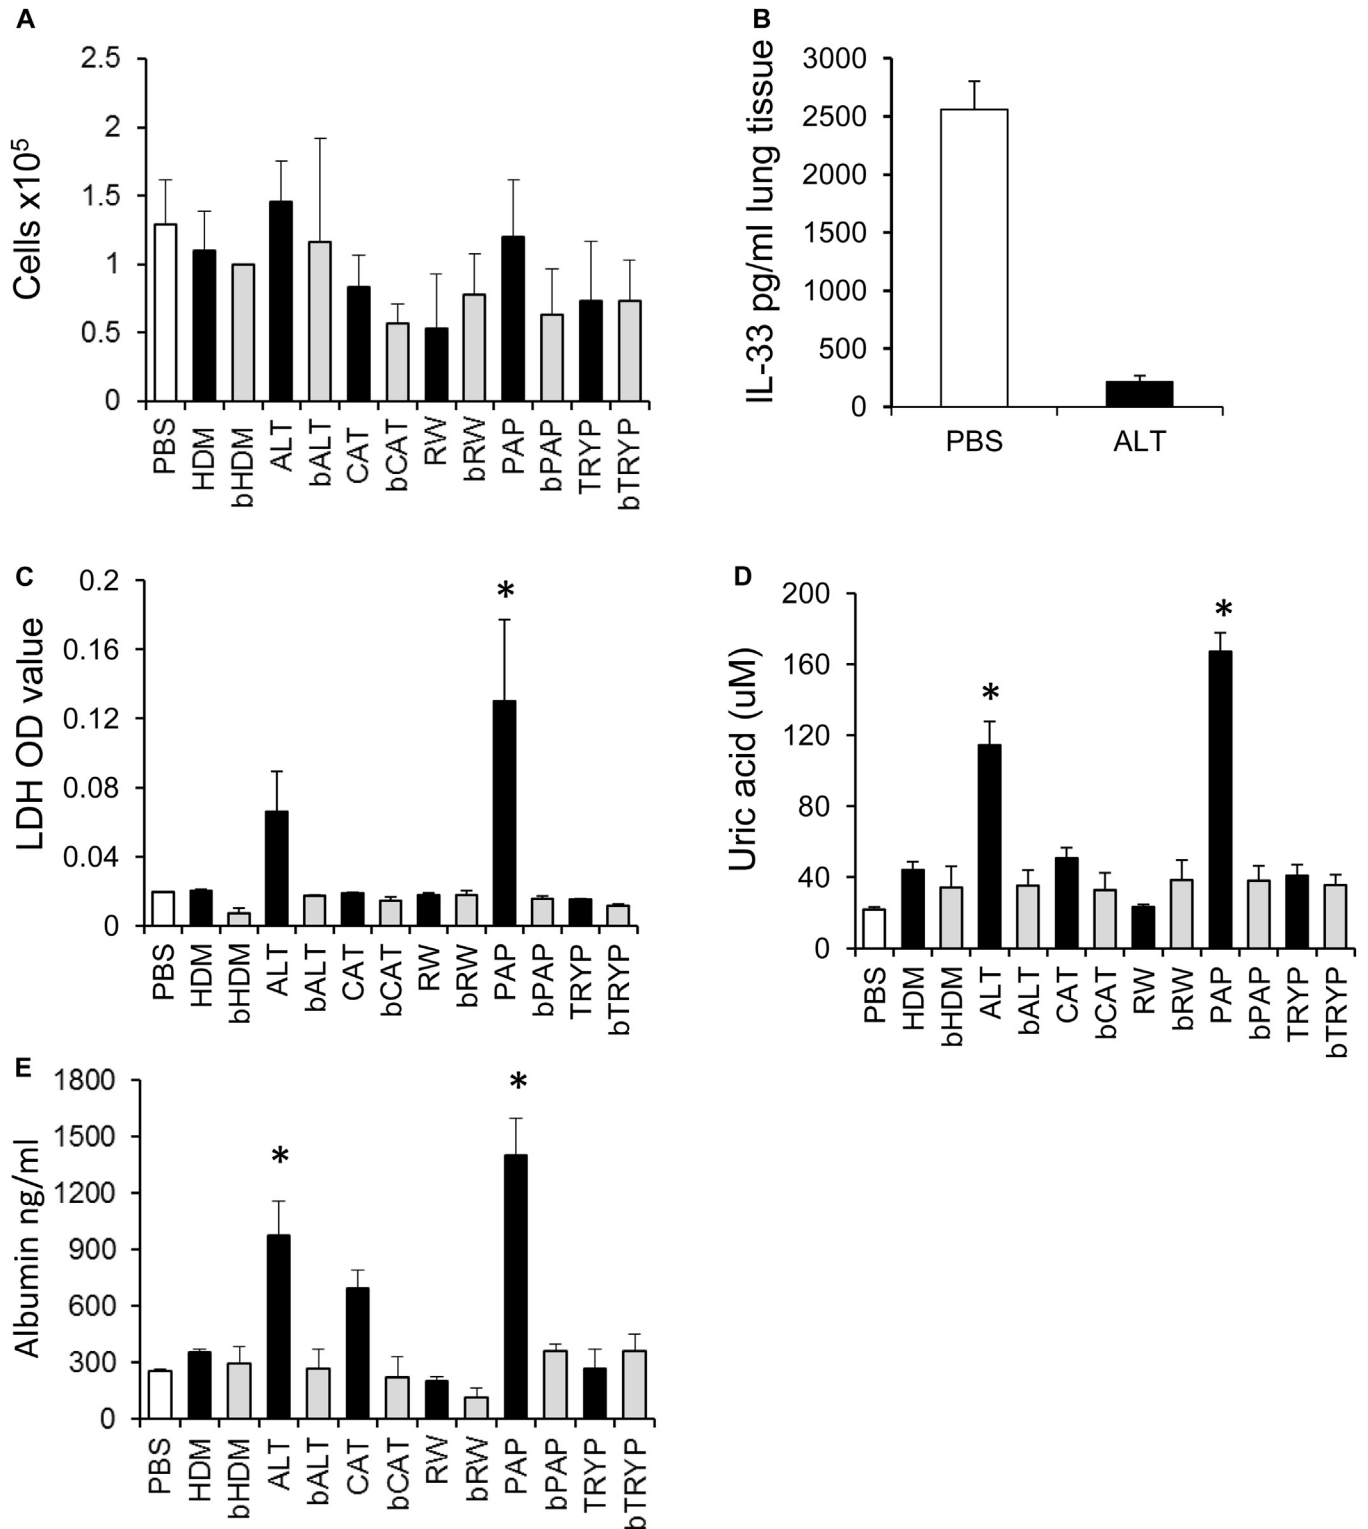 A
Cells x10⁵
2.5
2
1.5
1
0.5
0
PBS
HDM
bHDM
ALT
bALT
CAT
bCAT
RW
bRW
PAP
bPAP
TRYP
bTRYP
B
IL-33 pg/ml lung tissue
3000
2500
2000
1500
1000
500
0
PBS
ALT
C
LDH OD value
0.2
0.16
0.12
0.08
0.04
0
*
PBS
HDM
bHDM
ALT
bALT
CAT
bCAT
RW
bRW
PAP
bPAP
TRYP
bTRYP
D
Uric acid (uM)
200
160
120
80
40
0
*
*
PBS
HDM
bHDM
ALT
bALT
CAT
bCAT
RW
bRW
PAP
bPAP
TRYP
bTRYP
E
Albumin ng/ml
1800
1500
1200
900
600
300
0
*
*
PBS
HDM
bHDM
ALT
bALT
CAT
bCAT
RW
bRW
PAP
bPAP
TRYP
bTRYP